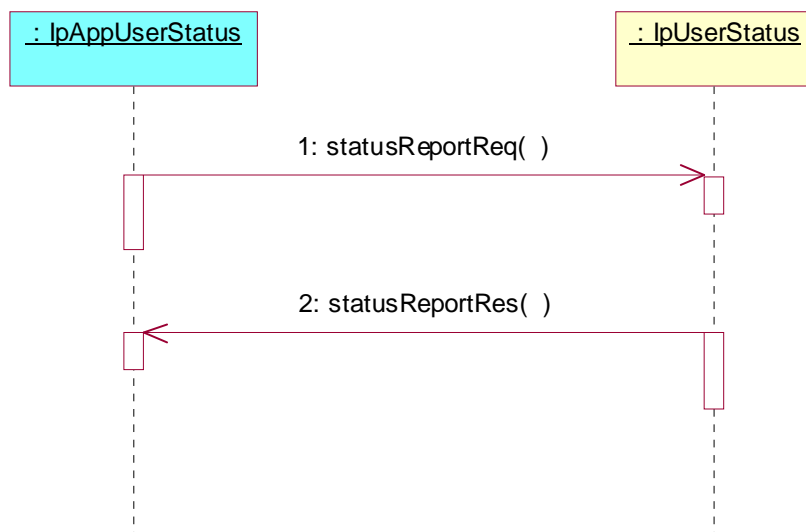 : IpAppUserStatus
: IpUserStatus
1: statusReportReq( )
2: statusReportRes( )